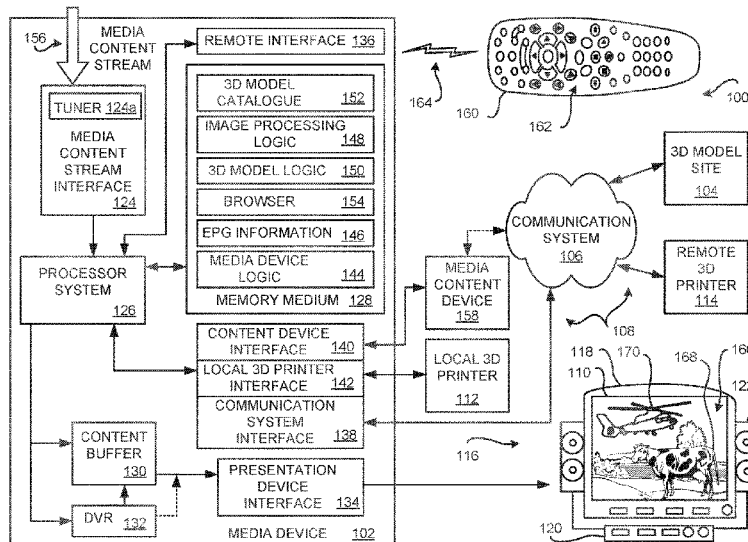 156
MEDIA
CONTENT
STREAM
REMOTE INTERFACE 136
164
160
162
100
TUNER 124a
MEDIA
CONTENT
STREAM
INTERFACE
124
3D MODEL
CATALOGUE 152
IMAGE PROCESSING
LOGIC 148
3D MODEL LOGIC 150
BROWSER 154
EPG INFORMATION 146
MEDIA DEVICE
LOGIC 144
MEMORY MEDIUM 128
PROCESSOR
SYSTEM
126
COMMUNICATION
SYSTEM
106
3D MODEL
SITE
104
REMOTE
3D
PRINTER
114
MEDIA
CONTENT
DEVICE
158
108
CONTENT DEVICE
INTERFACE 140
LOCAL 3D PRINTER
INTERFACE 142
COMMUNICATION
SYSTEM
INTERFACE 138
LOCAL 3D
PRINTER
112
118
110
170
168
116
120
CONTENT
BUFFER
130
DVR 132
PRESENTATION
DEVICE
INTERFACE 134
MEDIA DEVICE 102